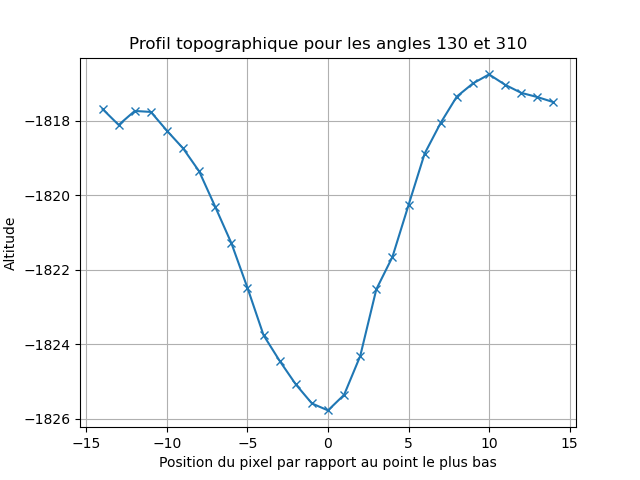 Profil topographique pour les angles 130 et 310
Altitude
−1818
−1820
−1822
−1824
−1826
−15 −10 −5 0 5 10 15
Position du pixel par rapport au point le plus bas